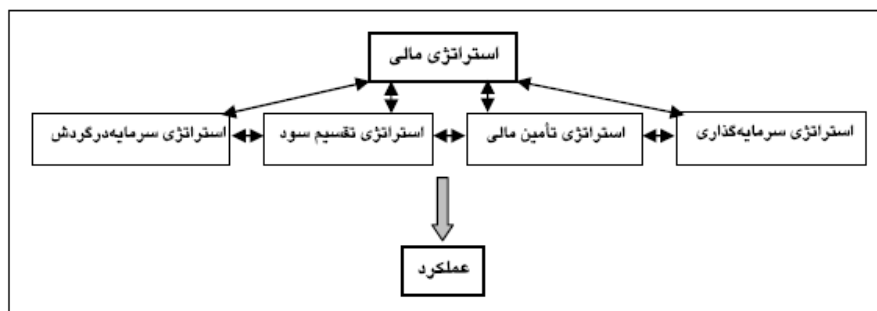 استراتژی مالی
استراتژی سرمایه‌گذاری
استراتژی تأمین مالی
استراتژی تقسیم سود
استراتژی سرمایه‌درگردش
عملکرد